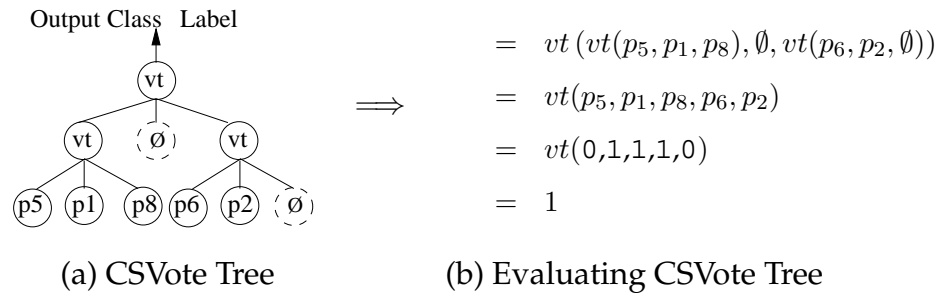 Output Class Label
vt
vt ø vt
p5 p1 p8 p6 p2 ø
⟹
= vt (vt(p₅, p₁, p₈), ∅, vt(p₆, p₂, ∅))
= vt(p₅, p₁, p₈, p₆, p₂)
= vt(0,1,1,1,0)
= 1
(a) CSVote Tree
(b) Evaluating CSVote Tree